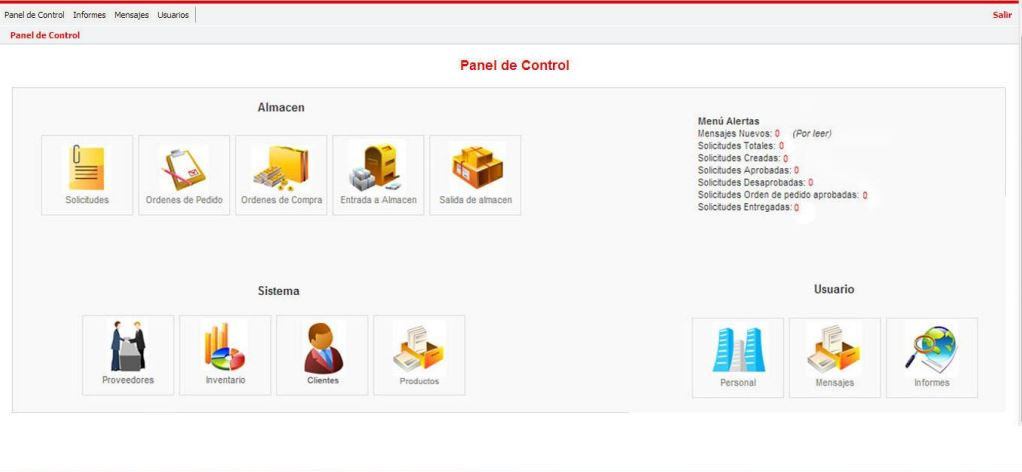 Panel de Control Informes Mensajes Usuarios
Salir
Panel de Control
Panel de Control
Almacen
Solicitudes
Ordenes de Pedido
Ordenes de Compra
Entrada a Almacen
Salida de almacen
Menú Alertas
Mensajes Nuevos: 0 (Por leer)
Solicitudes Totales: 0
Solicitudes Creadas: 0
Solicitudes Aprobadas: 0
Solicitudes Desaprobadas: 0
Solicitudes Orden de pedido aprobadas: 0
Solicitudes Entregadas: 0
Sistema
Proveedores
Inventario
Clientes
Productos
Usuario
Personal
Mensajes
Informes